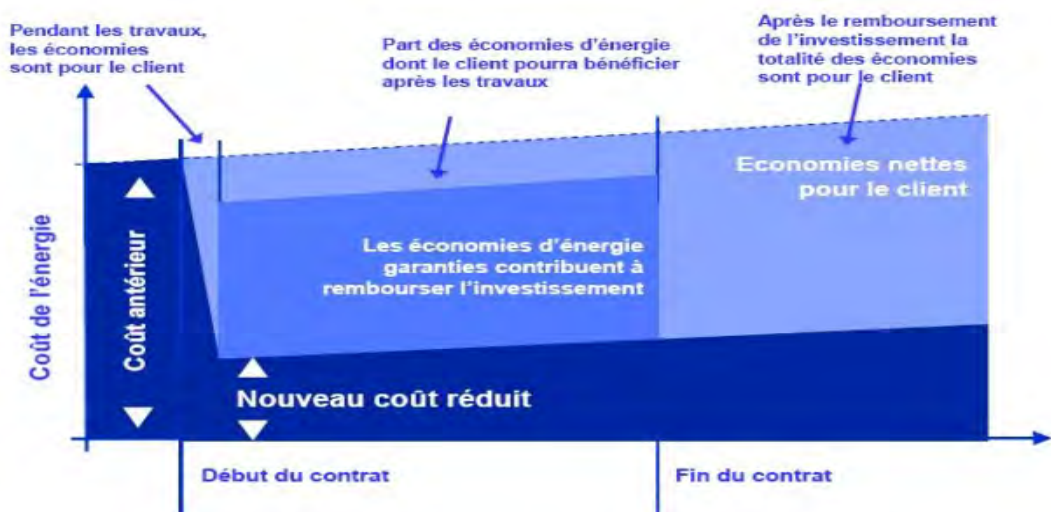 Pendant les travaux,
les économies
sont pour le client
Part des économies d'énergie
dont le client pourra bénéficier
après les travaux
Après le remboursement
de l'investissement la
totalité des économies
sont pour le client
Coût de l'énergie
Coût antérieur
Economies nettes
pour le client
Les économies d'énergie
garanties contribuent à
rembourser l'investissement
Nouveau coût réduit
Début du contrat
Fin du contrat